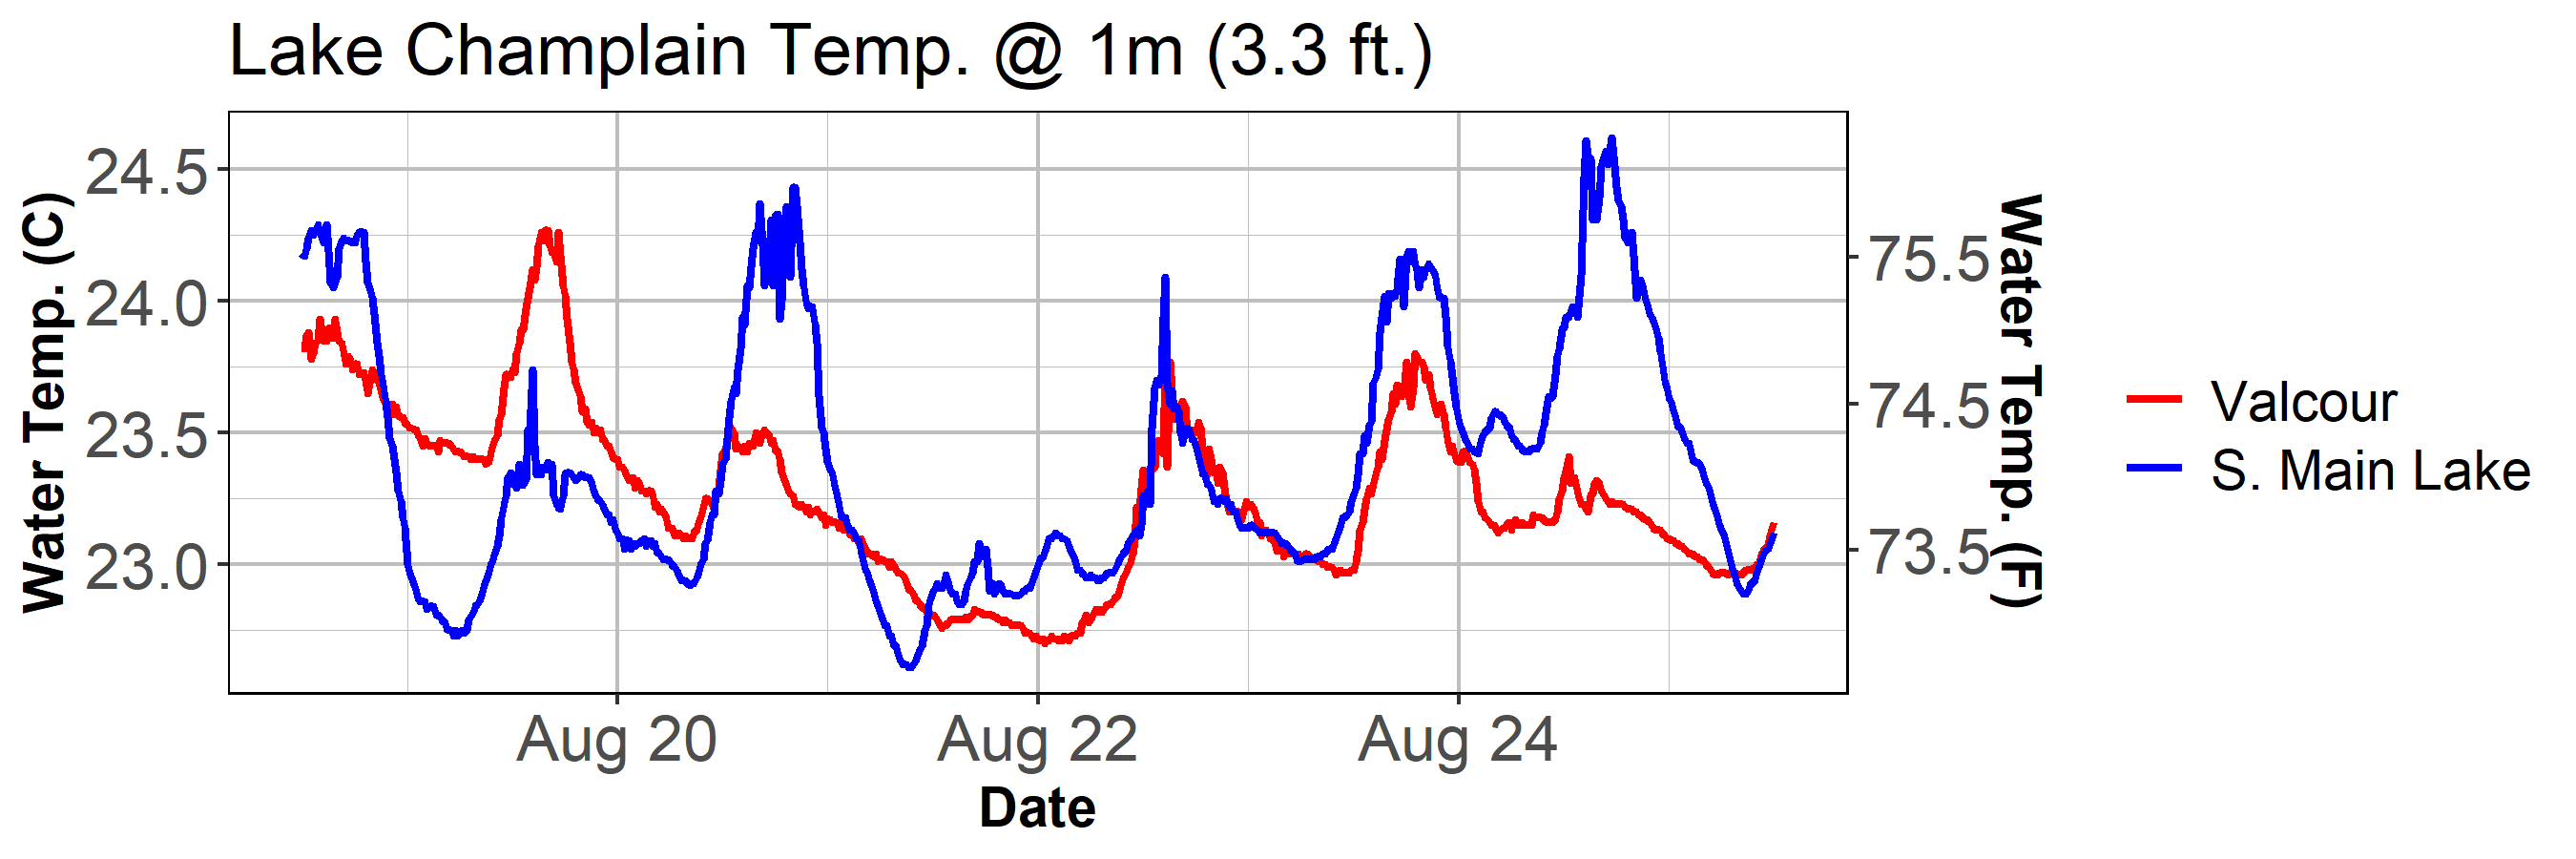 Lake Champlain Temp. @ 1m (3.3 ft.)
Water Temp. (C)
24.5
24.0
23.5
23.0
75.5
74.5
73.5
Water Temp. (F)
Valcour
S. Main Lake
Aug 20
Aug 22
Aug 24
Date